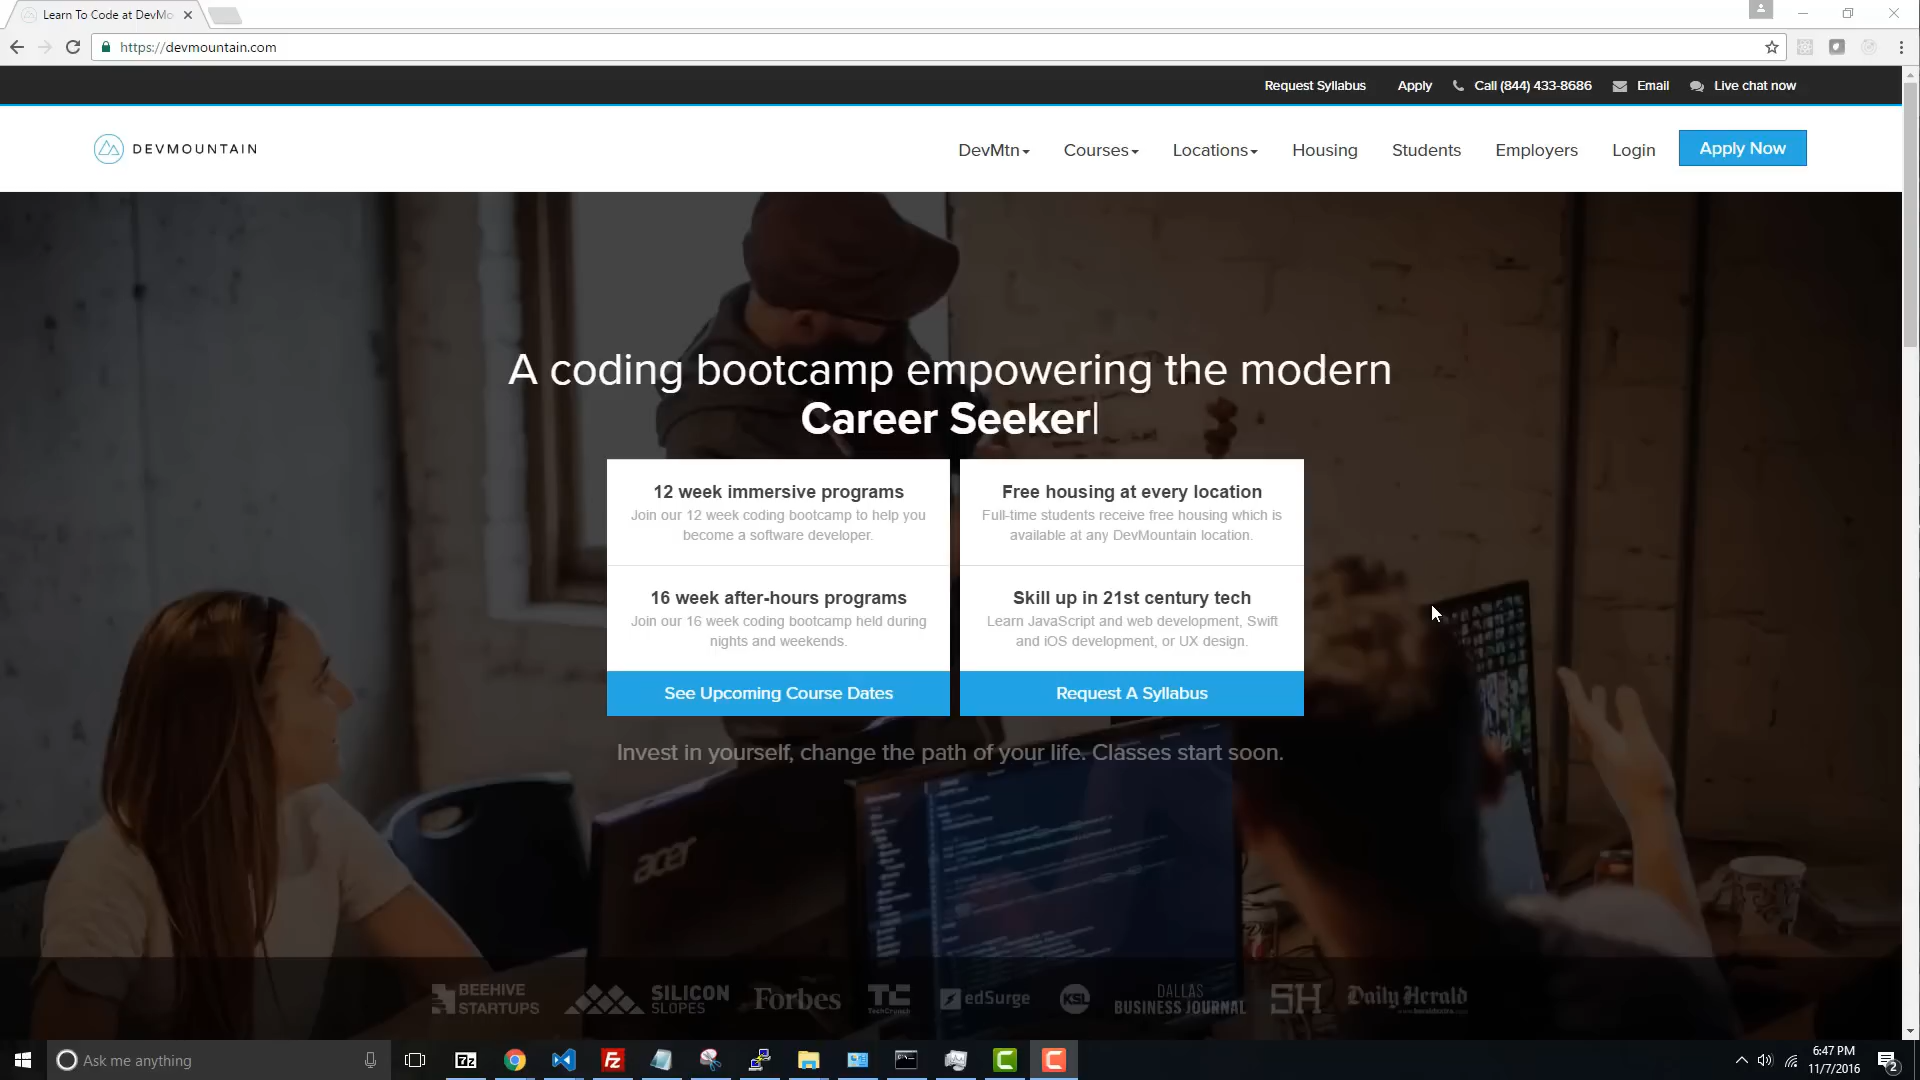 Learn To Code at DevMo
https://devmountain.com
Request Syllabus
Apply
Call (844) 433-8686
Email
Live chat now
DEVMOUNTAIN
DevMtn
Courses
Locations
Housing
Students
Employers
Login
Apply Now
A coding bootcamp empowering the modern
Career Seeker
12 week immersive programs
Join our 12 week coding bootcamp to help you
become a software developer.
Free housing at every location
Full-time students receive free housing which is
available at any DevMountain location.
16 week after-hours programs
Join our 16 week coding bootcamp held during
nights and weekends.
Skill up in 21st century tech
Learn JavaScript and web development, Swift
and iOS development, or UX design.
See Upcoming Course Dates
Request A Syllabus
Invest in yourself, change the path of your life. Classes start soon.
acer
BEEHIVE
STARTUPS
SILICON
SLOPES
Forbes
TC
TechCrunch
edSurge
KSL
DALLAS
BUSINESS JOURNAL
SH
Daily Herald
Ask me anything
7z
Fz
C
C
6:47 PM
11/7/2016
2